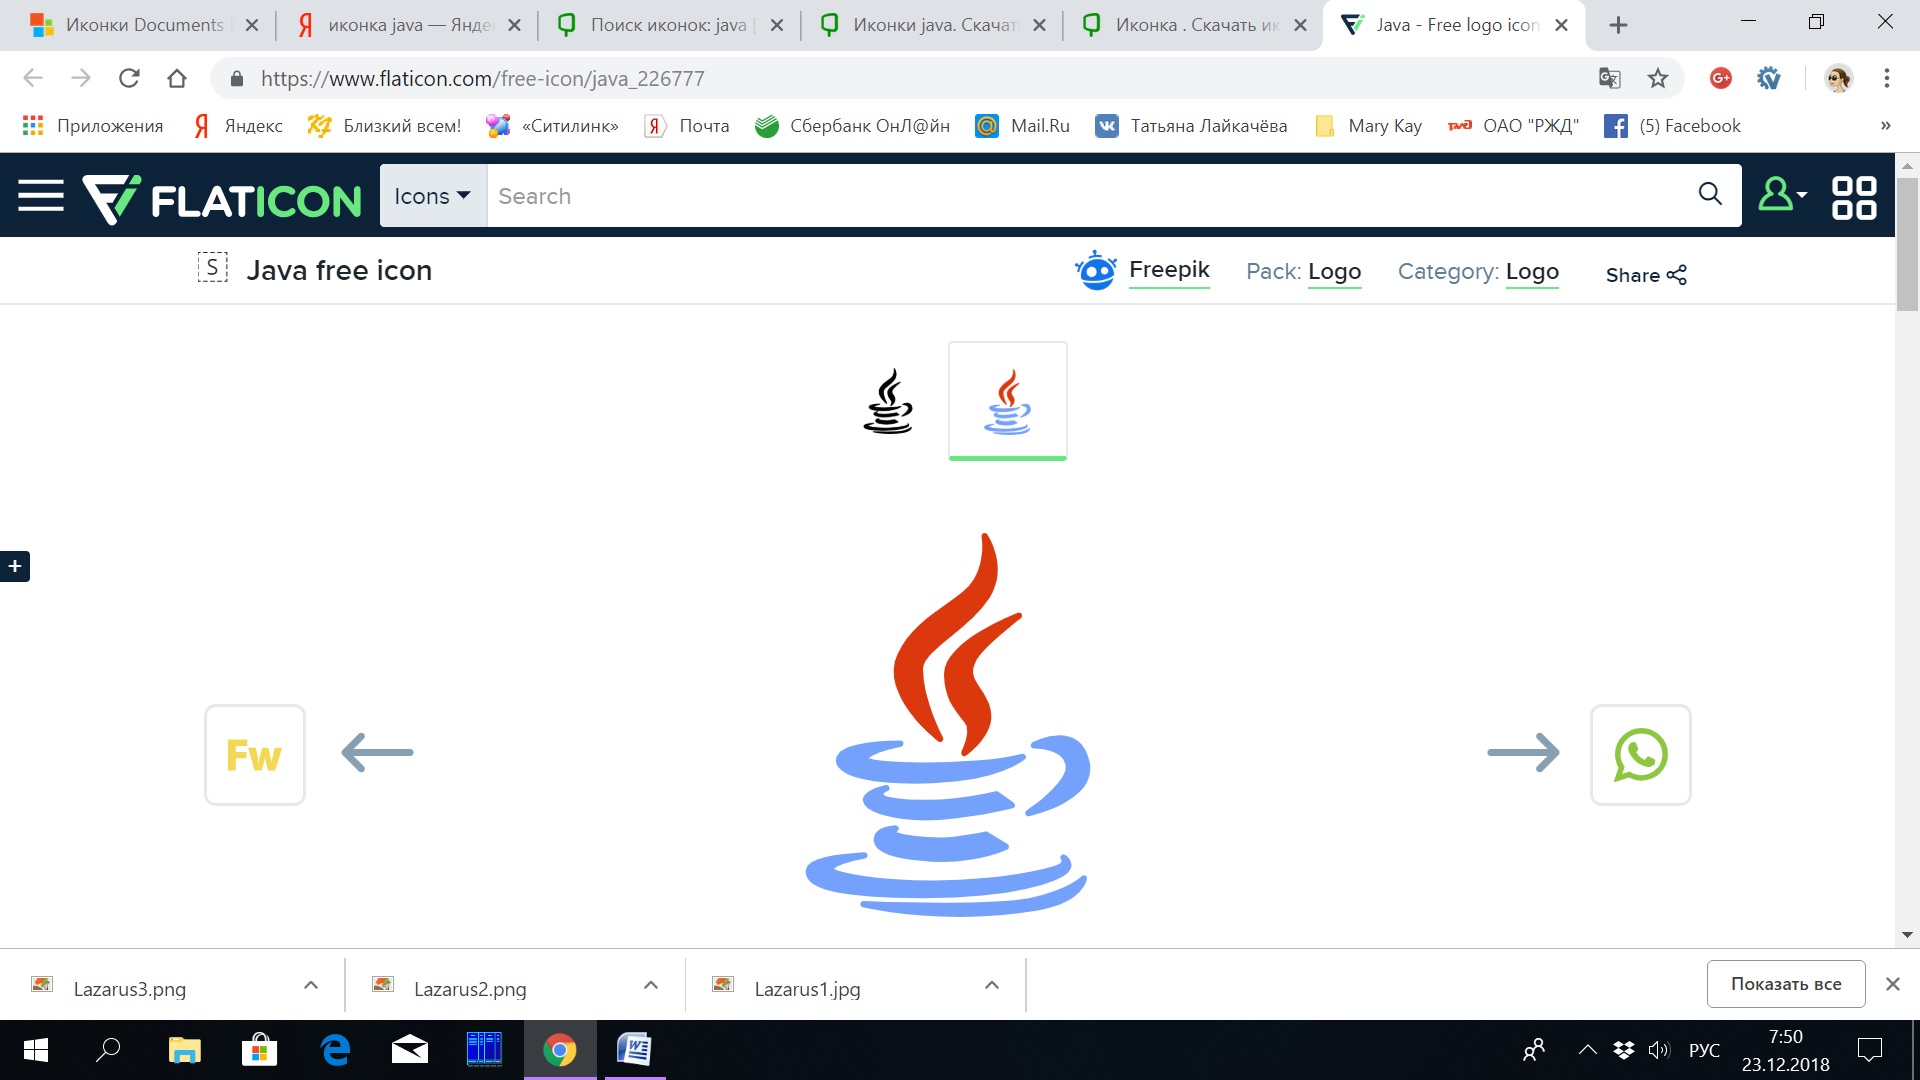 Иконки Documents
иконка java — Янде
Поиск иконок: java
Иконки java. Скачат
Иконка . Скачать ик
Java - Free logo icon
https://www.flaticon.com/free-icon/java_226777
Приложения
Яндекс
Близкий всем!
«Ситилинк»
Почта
Сбербанк ОнЛ@йн
Mail.Ru
Татьяна Лайкачёва
Mary Kay
ОАО "РЖД"
(5) Facebook
»
FLATICON
Icons
Search
S
Java free icon
Freepik
Pack: Logo
Category: Logo
Share
+
Fw
Lazarus3.png
Lazarus2.png
Lazarus1.jpg
Показать все
РУС
7:50
23.12.2018